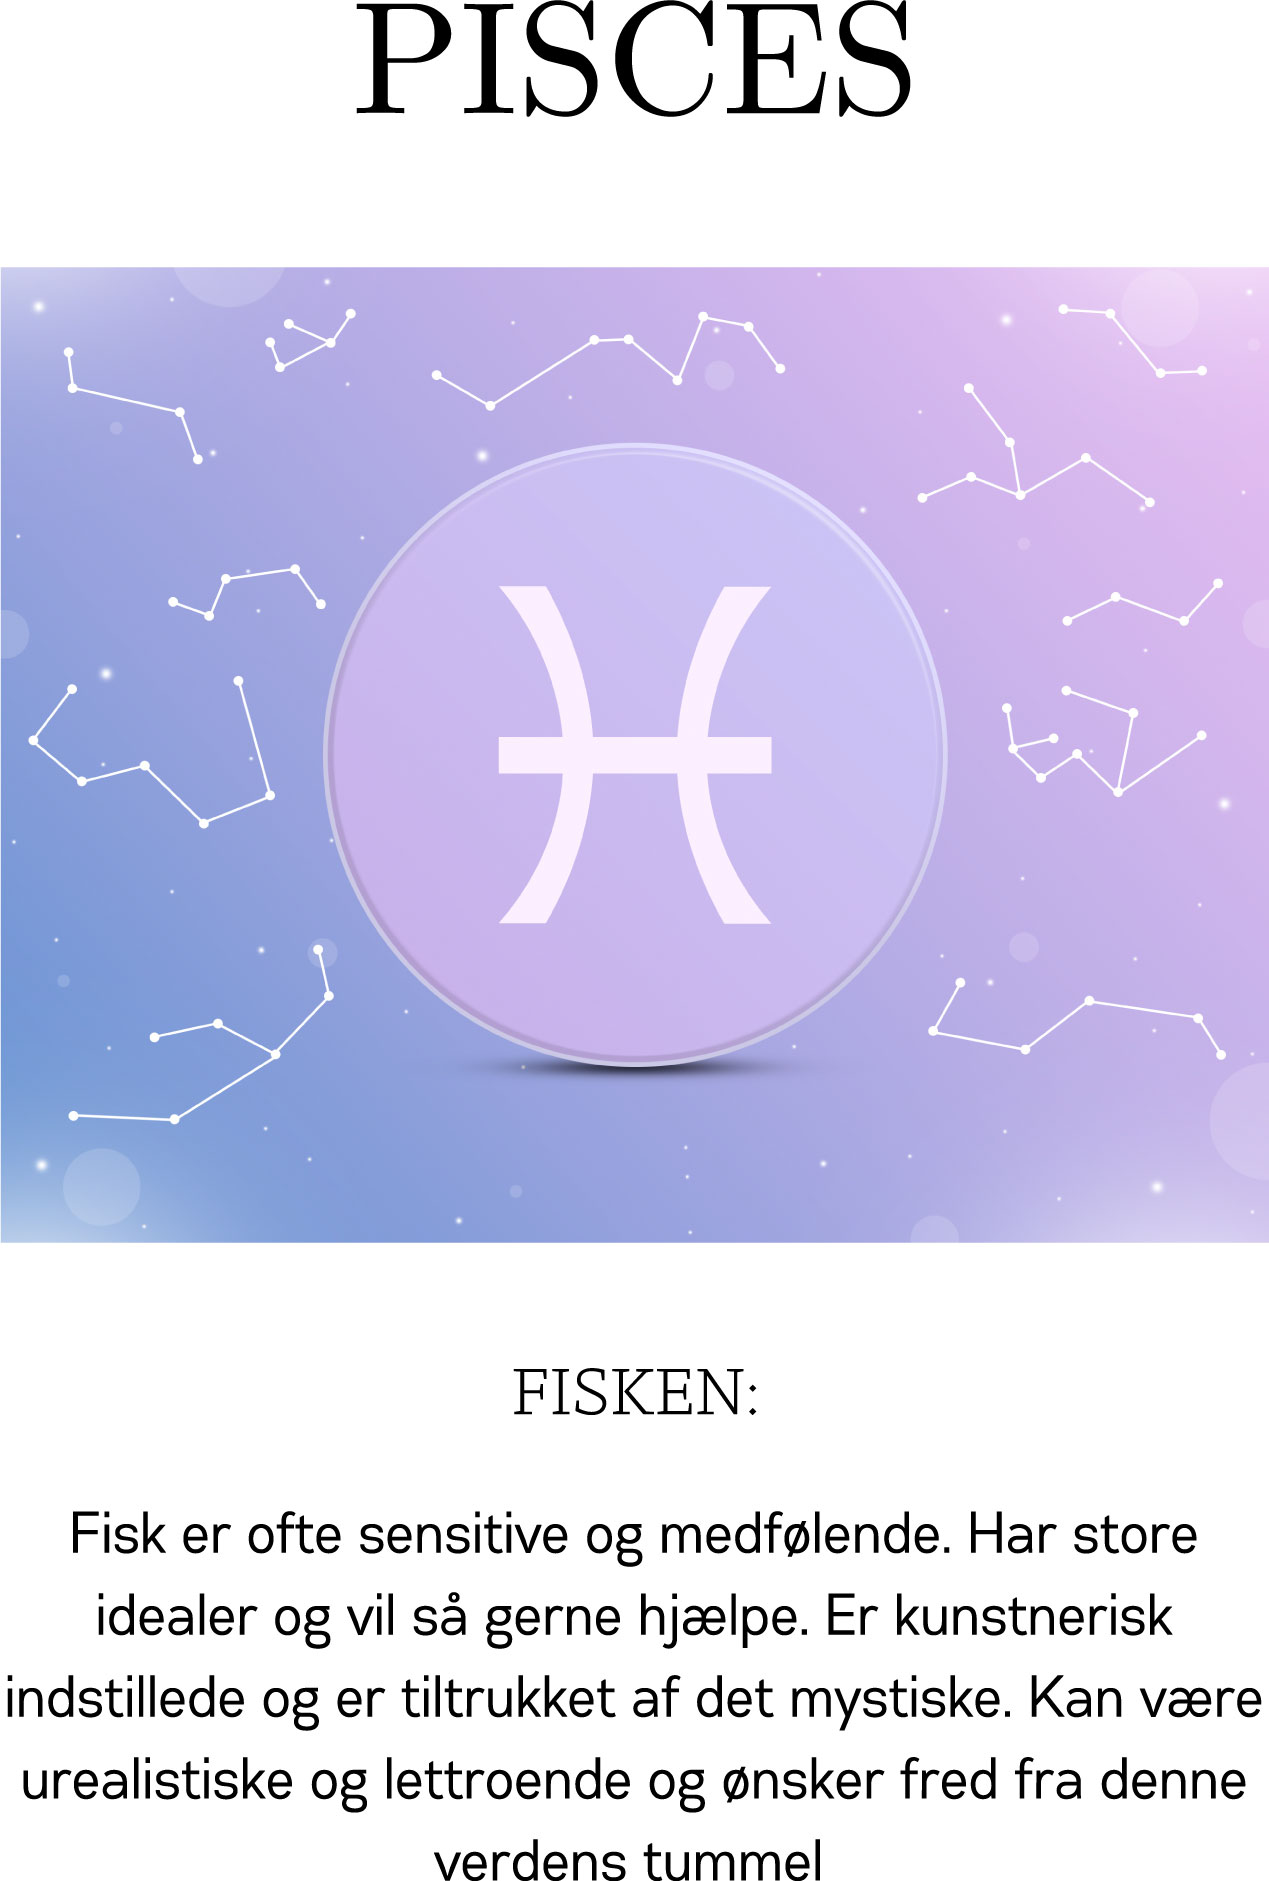 PISCES
FISKEN:
Fisk er ofte sensitive og medfølende. Har store
idealer og vil så gerne hjælpe. Er kunstnerisk
indstillede og er tiltrukket af det mystiske. Kan være
urealistiske og lettroende og ønsker fred fra denne
verdens tummel